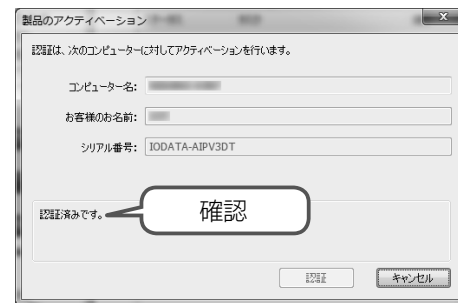 製品のアクティベーション
認証は、次のコンピューターに対してアクティベーションを行います。
コンピューター名:
お客様のお名前:
シリアル番号: IODATA-AIPV3DT
認証済みです。
確認
認証
キャンセル